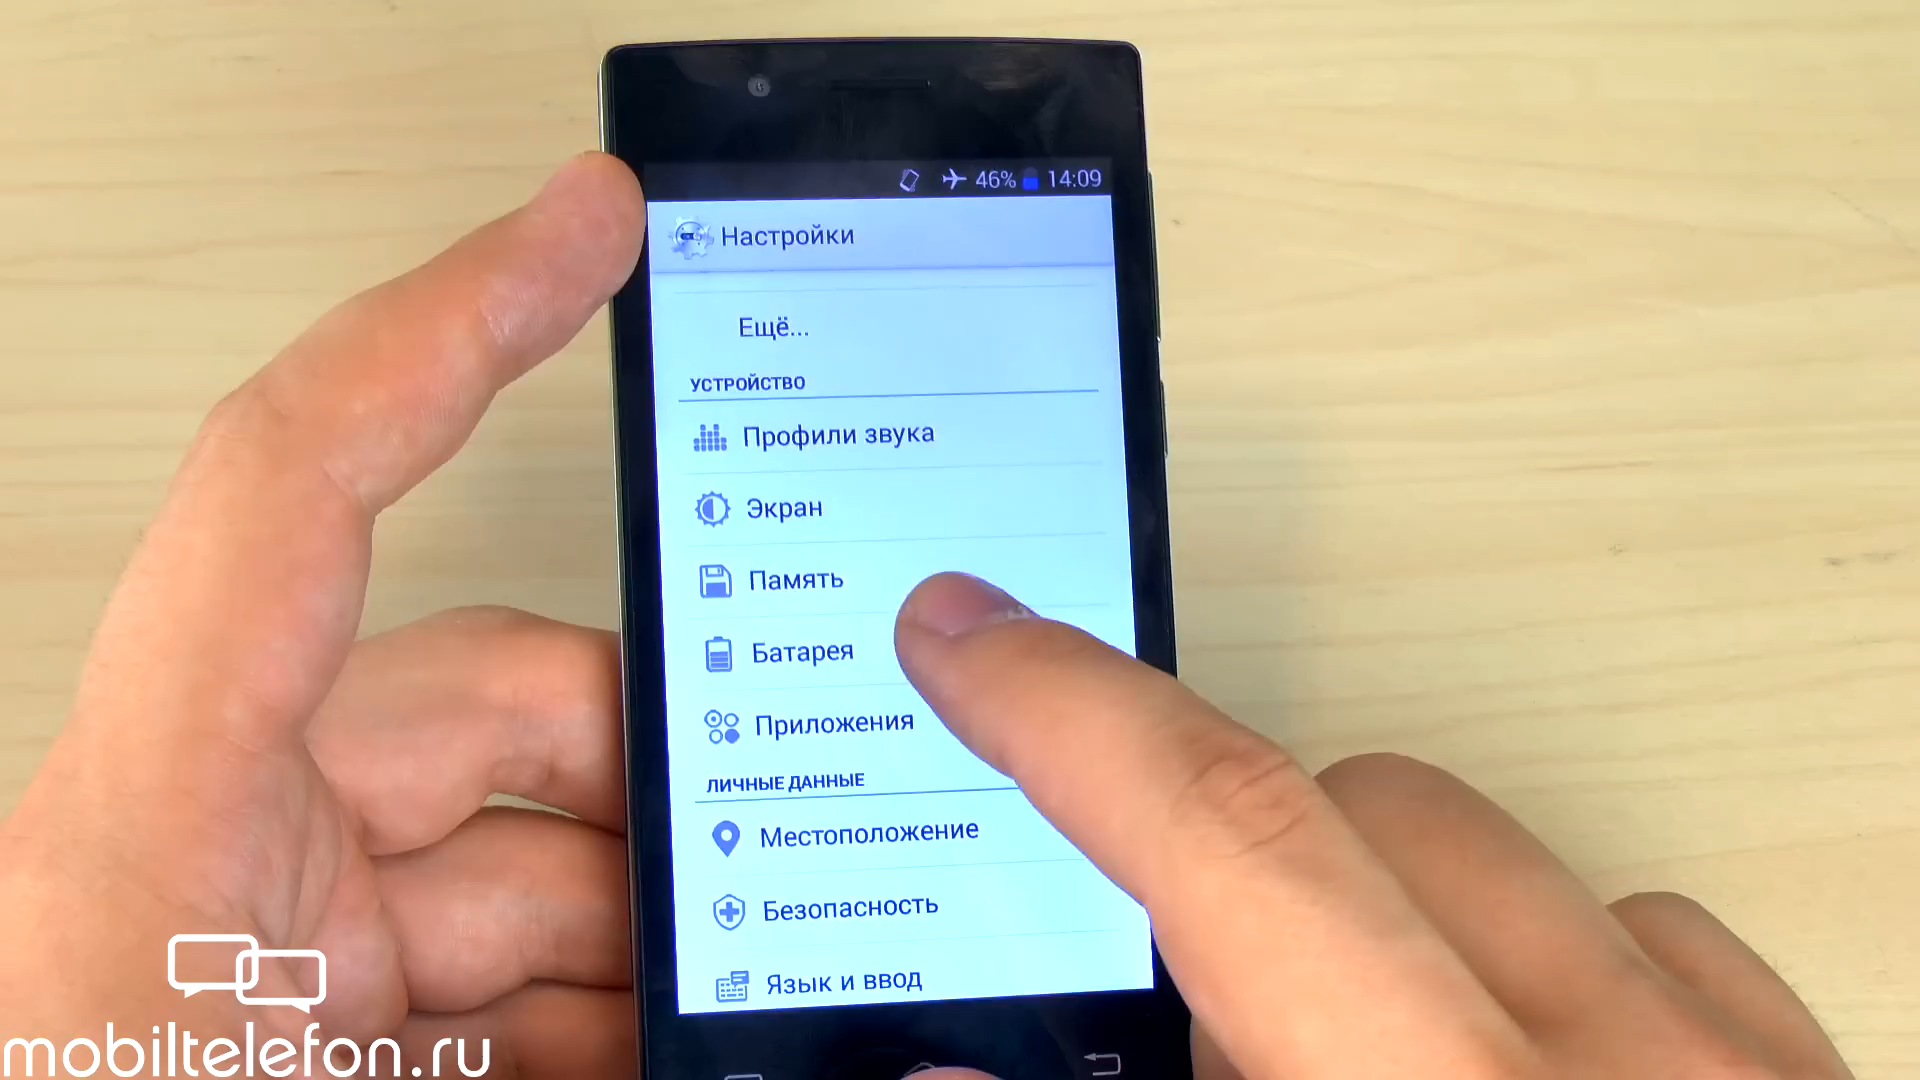 46% 14:09
Настройки
Ещё...
УСТРОЙСТВО
Профили звука
Экран
Память
Батарея
Приложения
ЛИЧНЫЕ ДАННЫЕ
Местоположение
Безопасность
Язык и ввод
mobiltelefon.ru